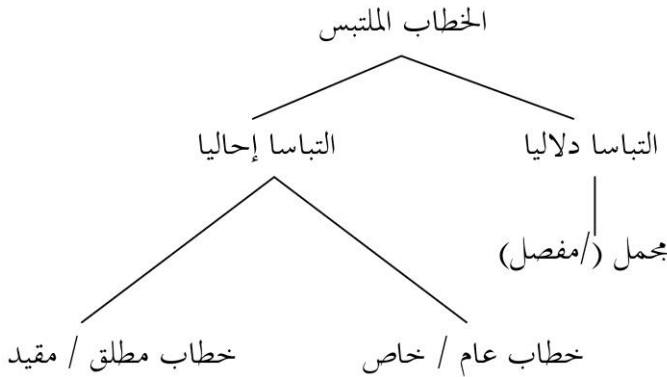 الخطاب الملتبس
التباسا دلاليا
التباسا إحاليا
مجمل (/مفصل)
خطاب عام / خاص
خطاب مطلق / مقيد